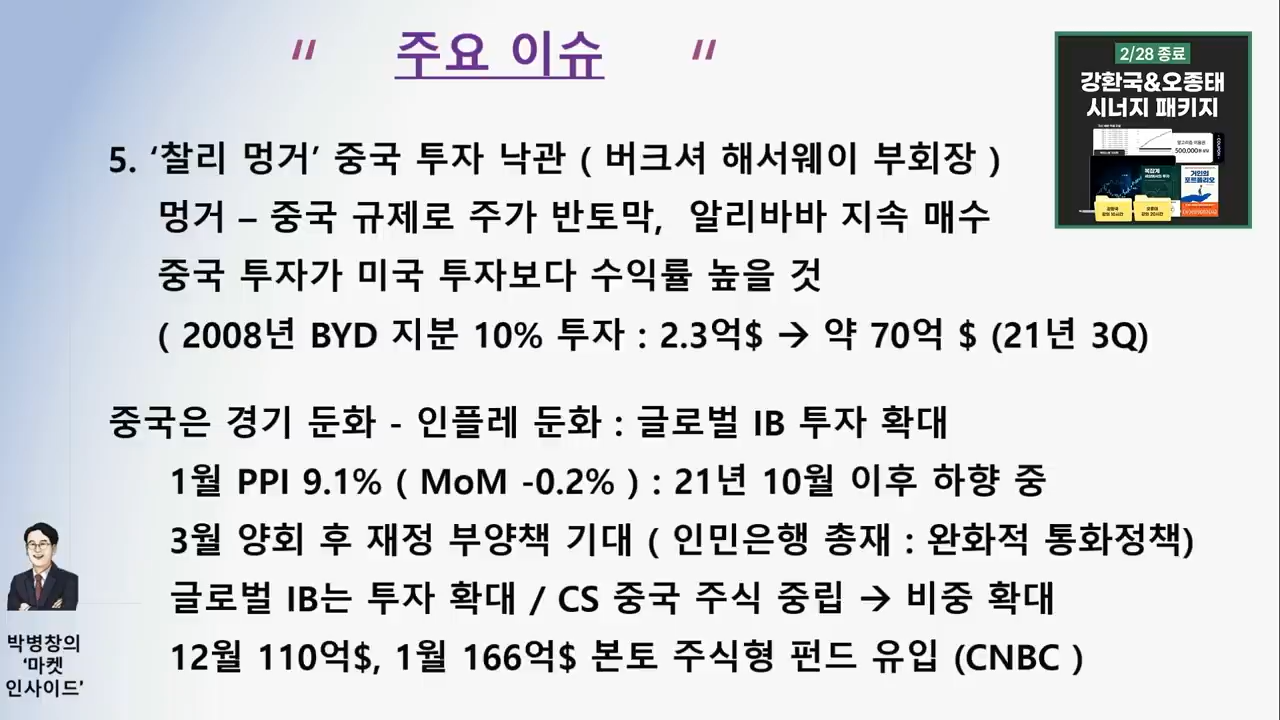 “ 주요 이슈 “
2/28 종료
강환국&오종태
시너지 패키지
500,000원
거인의
포트폴리오
5. ‘찰리 멍거’ 중국 투자 낙관 ( 버크셔 해서웨이 부회장 )
멍거 – 중국 규제로 주가 반토막, 알리바바 지속 매수
중국 투자가 미국 투자보다 수익률 높을 것
( 2008년 BYD 지분 10% 투자 : 2.3억$ → 약 70억 $ (21년 3Q)
중국은 경기 둔화 - 인플레 둔화 : 글로벌 IB 투자 확대
1월 PPI 9.1% ( MoM -0.2% ) : 21년 10월 이후 하향 중
3월 양회 후 재정 부양책 기대 ( 인민은행 총재 : 완화적 통화정책)
글로벌 IB는 투자 확대 / CS 중국 주식 중립 → 비중 확대
12월 110억$, 1월 166억$ 본토 주식형 펀드 유입 (CNBC )
박병창의
‘마켓
인사이드’